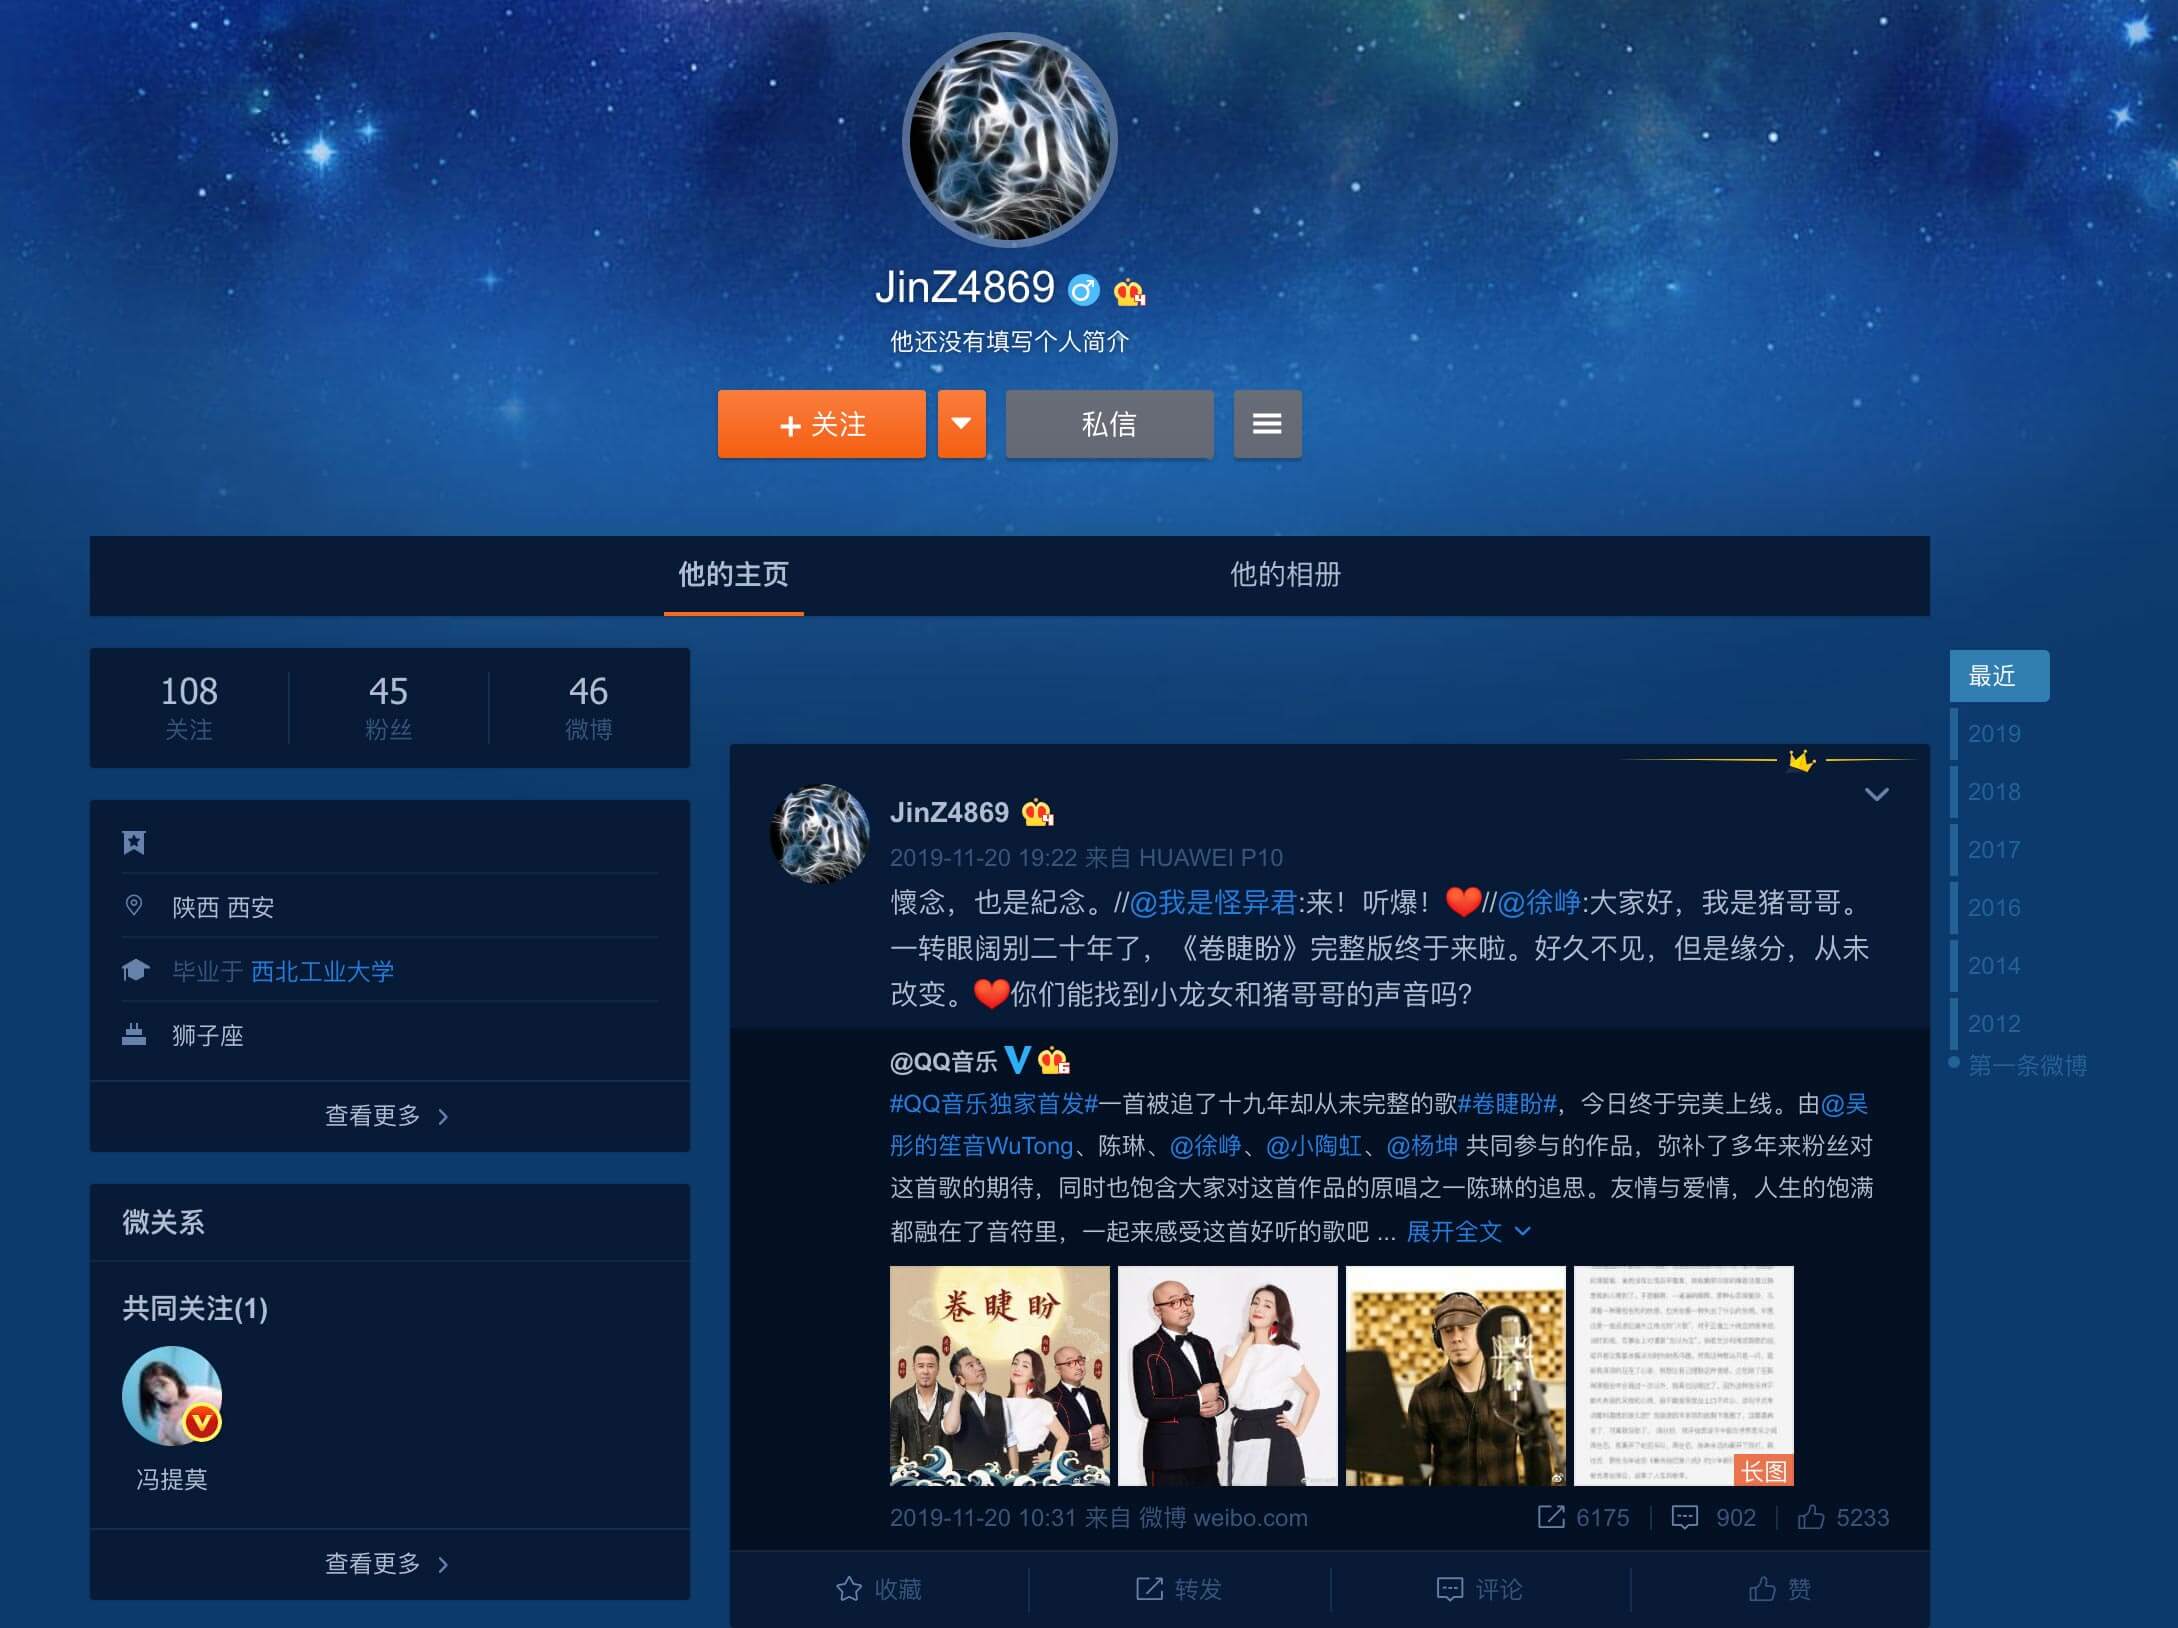 JinZ4869
他还没有填写个人简介
+ 关注
私信
他的主页
他的相册
108
关注
45
粉丝
46
微博
陕西 西安
毕业于 西北工业大学
狮子座
查看更多
微关系
共同关注(1)
冯提莫
查看更多
JinZ4869
2019-11-20 19:22 来自 HUAWEI P10
懷念，也是紀念。//@我是怪异君:来！听爆！❤//@徐峥:大家好，我是猪哥哥。
一转眼阔别二十年了，《卷睫盼》完整版终于来啦。好久不见，但是缘分，从未
改变。❤你们能找到小龙女和猪哥哥的声音吗?
@QQ音乐
#QQ音乐独家首发#一首被追了十九年却从未完整的歌#卷睫盼#，今日终于完美上线。由@吴
彤的笙音WuTong、陈琳、@徐峥、@小陶虹、@杨坤 共同参与的作品，弥补了多年来粉丝对
这首歌的期待，同时也饱含大家对这首作品的原唱之一陈琳的追思。友情与爱情，人生的饱满
都融在了音符里，一起来感受这首好听的歌吧 ... 展开全文
卷睫盼
长图
2019-11-20 10:31 来自 微博 weibo.com
6175
902
5233
收藏
转发
评论
赞
最近
2019
2018
2017
2016
2014
2012
第一条微博